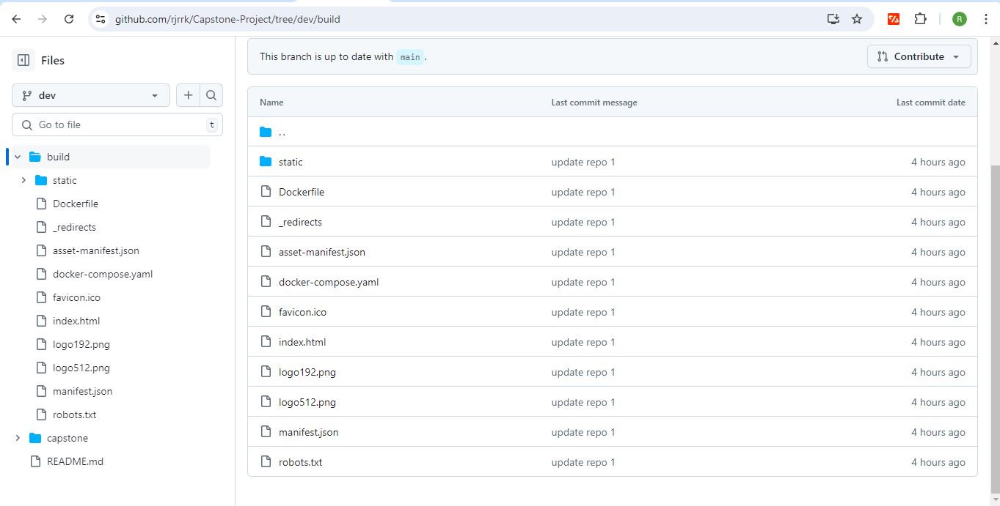 github.com/rjrrk/Capstone-Project/tree/dev/build
R
Files
dev
Go to file
t
build
static
Dockerfile
_redirects
asset-manifest.json
docker-compose.yaml
favicon.ico
index.html
logo192.png
logo512.png
manifest.json
robots.txt
capstone
README.md
This branch is up to date with main .
Contribute
Name Last commit message Last commit date
..
static update repo 1 4 hours ago
Dockerfile update repo 1 4 hours ago
_redirects update repo 1 4 hours ago
asset-manifest.json update repo 1 4 hours ago
docker-compose.yaml update repo 1 4 hours ago
favicon.ico update repo 1 4 hours ago
index.html update repo 1 4 hours ago
logo192.png update repo 1 4 hours ago
logo512.png update repo 1 4 hours ago
manifest.json update repo 1 4 hours ago
robots.txt update repo 1 4 hours ago